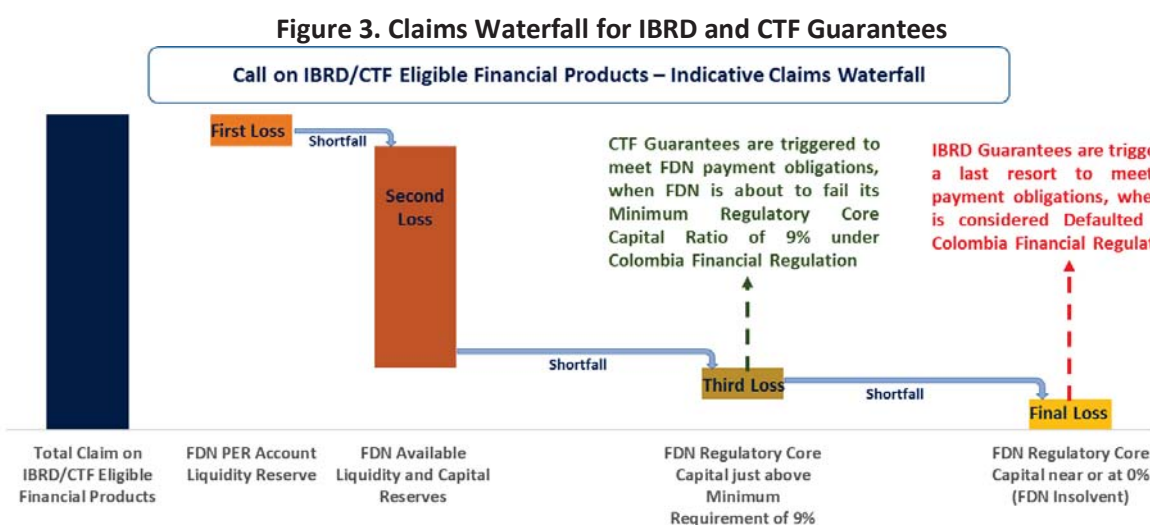 Figure 3. Claims Waterfall for IBRD and CTF Guarantees
Call on IBRD/CTF Eligible Financial Products – Indicative Claims Waterfall
First Loss
Shortfall
Second
Loss
CTF Guarantees are triggered to
meet FDN payment obligations,
when FDN is about to fail its
Minimum Regulatory Core
Capital Ratio of 9% under
Colombia Financial Regulation
IBRD Guarantees are trigge
a last resort to meet
payment obligations, whe
is considered Defaulted
Colombia Financial Regulat
Shortfall
Third Loss
Shortfall
Final Loss
Total Claim on
IBRD/CTF Eligible
Financial Products
FDN PER Account
Liquidity Reserve
FDN Available
Liquidity and Capital
Reserves
FDN Regulatory Core
Capital just above
Minimum
Requirement of 9%
FDN Regulatory Core
Capital near or at 0%
(FDN Insolvent)